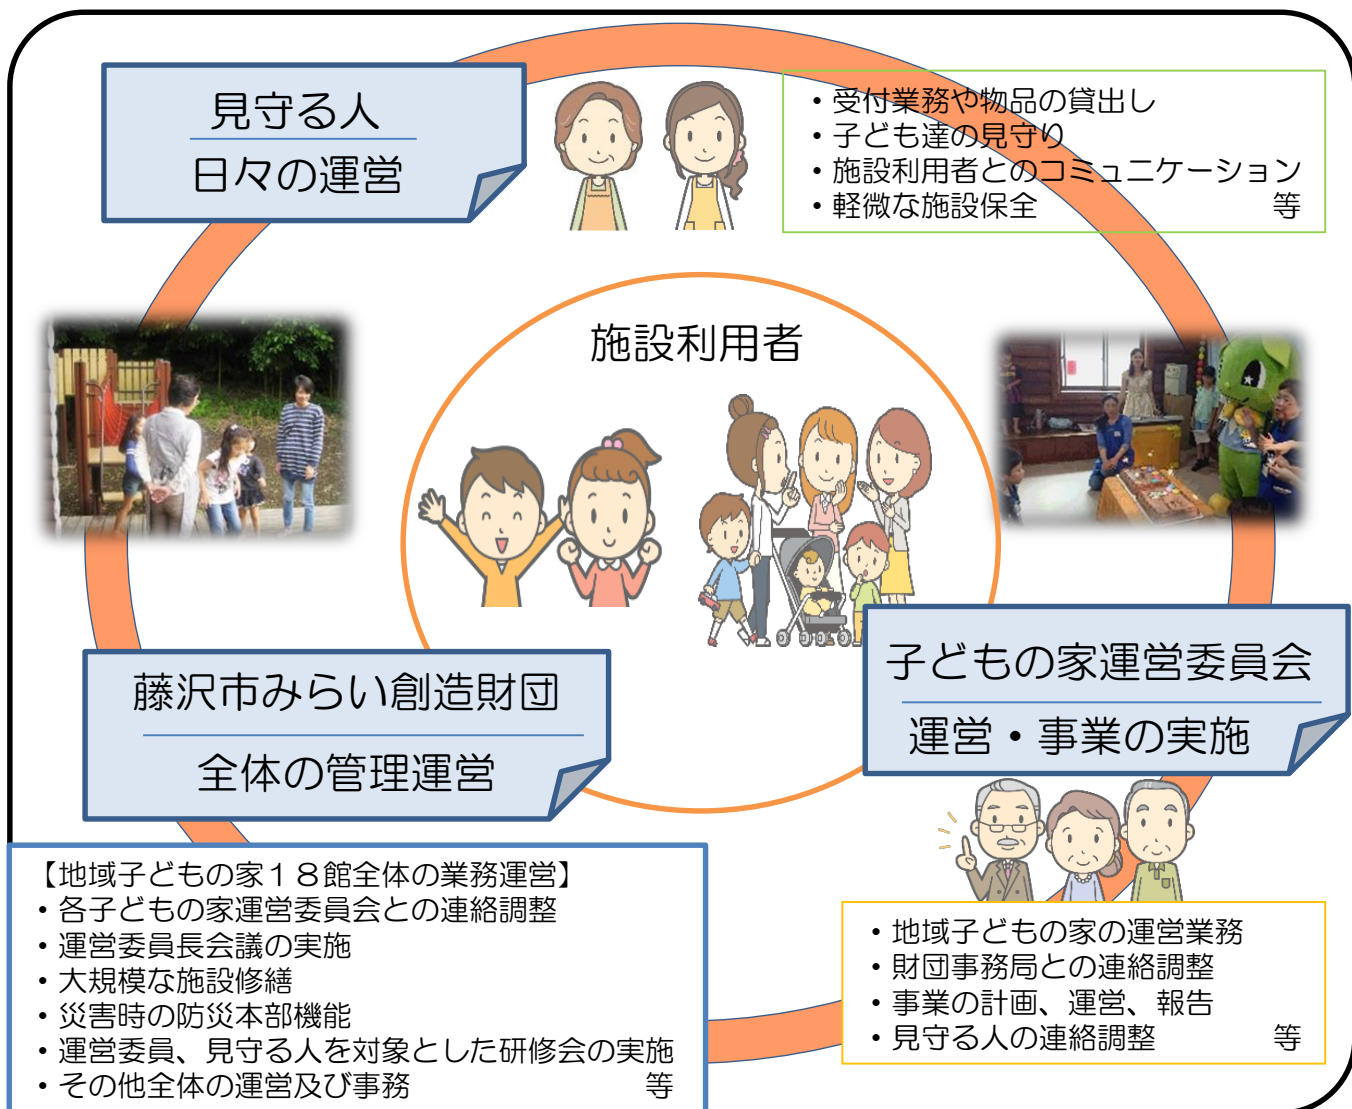 見守る人
日々の運営
・受付業務や物品の貸出し
・子ども達の見守り
・施設利用者とのコミュニケーション
・軽微な施設保全 等
施設利用者
藤沢市みらい創造財団
全体の管理運営
子どもの家運営委員会
運営・事業の実施
【地域子どもの家１８館全体の業務運営】
・各子どもの家運営委員会との連絡調整
・運営委員長会議の実施
・大規模な施設修繕
・災害時の防災本部機能
・運営委員、見守る人を対象とした研修会の実施
・その他全体の運営及び事務 等
・地域子どもの家の運営業務
・財団事務局との連絡調整
・事業の計画、運営、報告
・見守る人の連絡調整 等